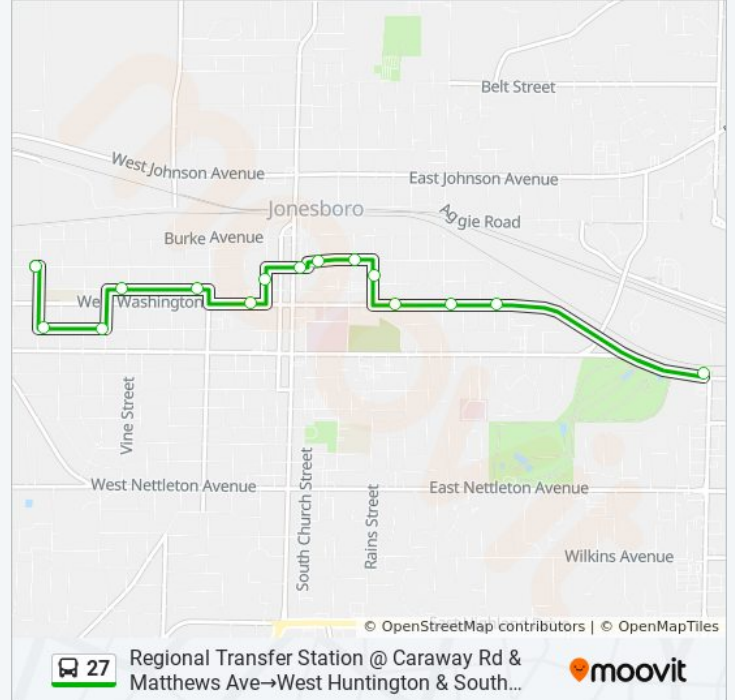 Belt Street
West Johnson Avenue
East Johnson Avenue
Jonesboro
Aggie Road
Burke Avenue
Washington
Vine Street
West Nettleton Avenue
South Church Street
Rains Street
East Nettleton Avenue
Wilkins Avenue
© OpenStreetMap contributors | © OpenMapTiles
27
Regional Transfer Station @ Caraway Rd &
Matthews Ave→West Huntington & South…
moovit